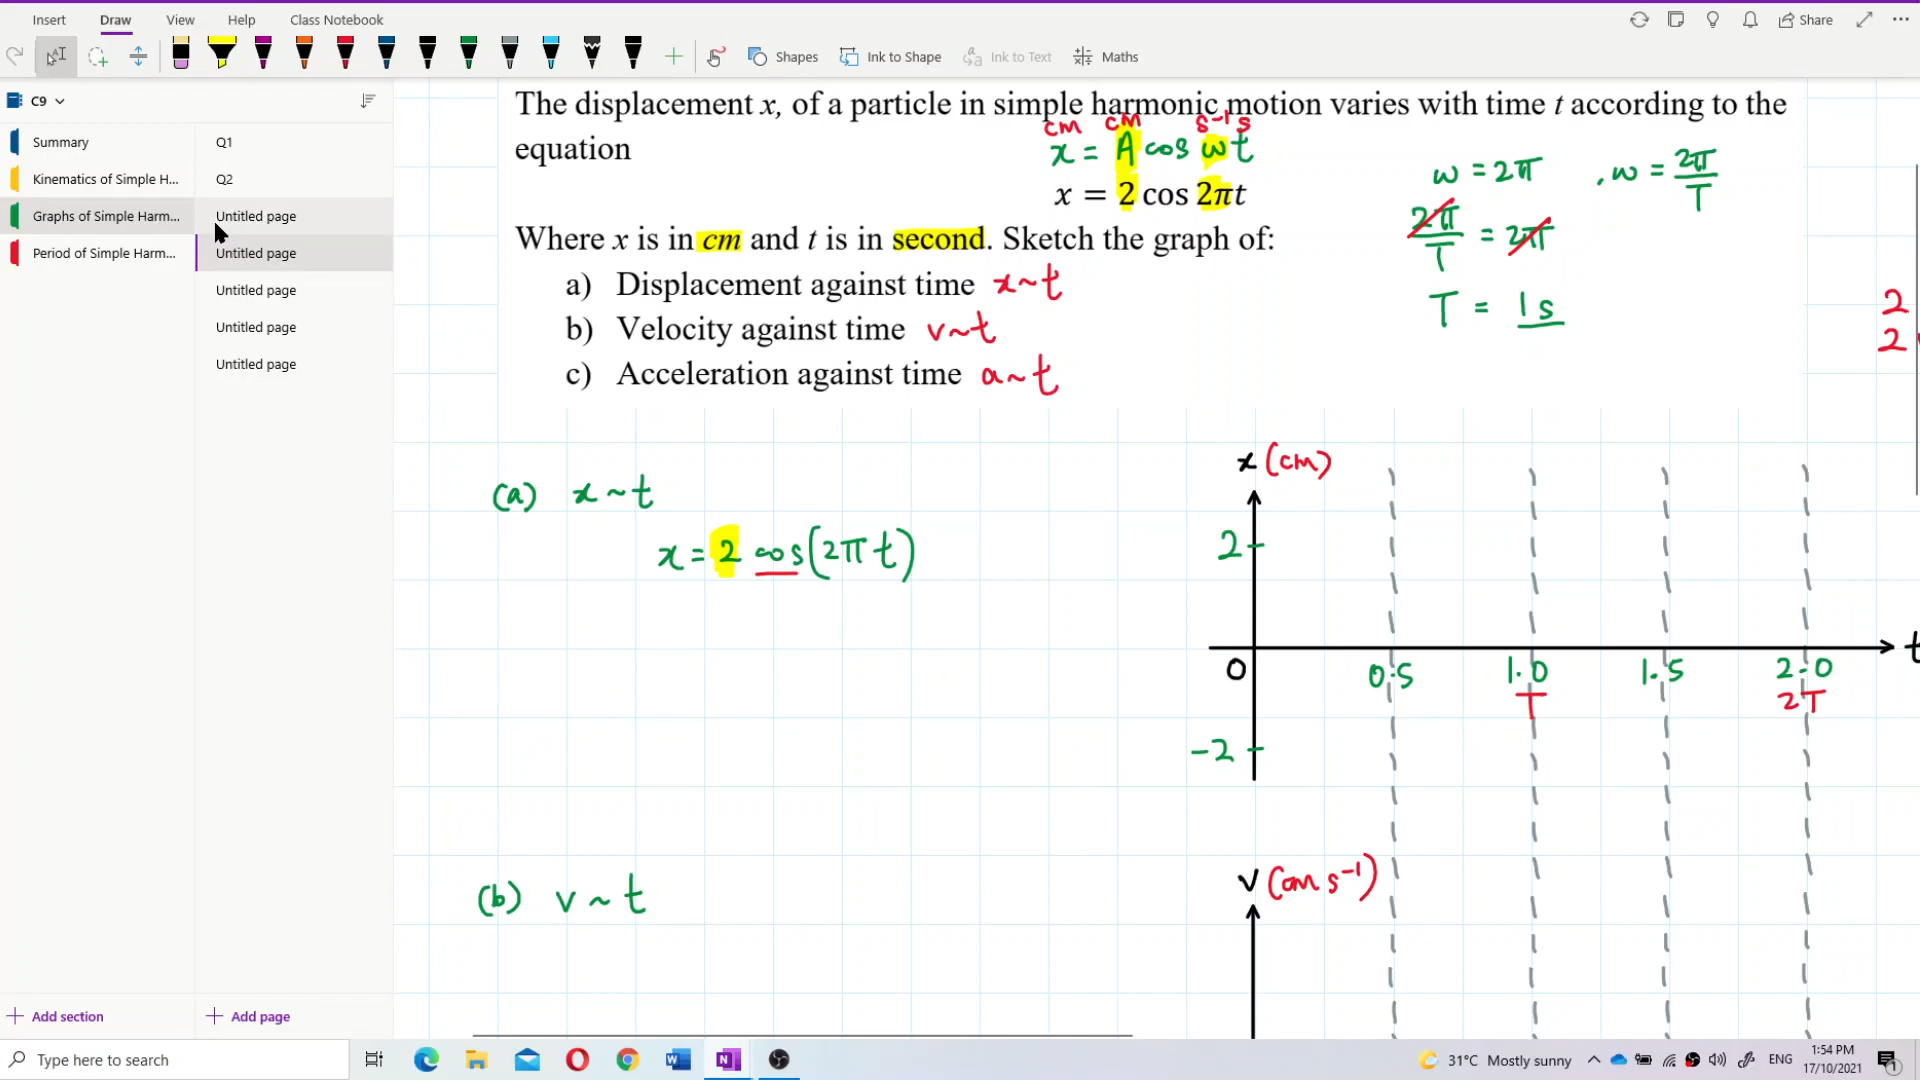 Insert Draw View Help Class Notebook
Share
Shapes Ink to Shape Ink to Text Maths
C9
Summary
Kinematics of Simple H...
Graphs of Simple Harm...
Period of Simple Harm...
Q1
Q2
Untitled page
Untitled page
Untitled page
Untitled page
Untitled page
Add section
Add page
The displacement x, of a particle in simple harmonic motion varies with time t according to the
equation
cm cm s⁻¹ s
x = A cos ωt
x = 2 cos 2πt
Where x is in cm and t is in second. Sketch the graph of:
a) Displacement against time x~t
b) Velocity against time v~t
c) Acceleration against time a~t
ω = 2π , ω = 2π/T
2π/T = 2π
T = 1s
2
2
(a) x~t
x = 2 cos(2πt)
x (cm)
2
0 0.5 1.0 1.5 2.0 t
T 2T
-2
(b) v~t
v (cm s⁻¹)
Type here to search
31°C Mostly sunny
ENG
1:54 PM
17/10/2021
1